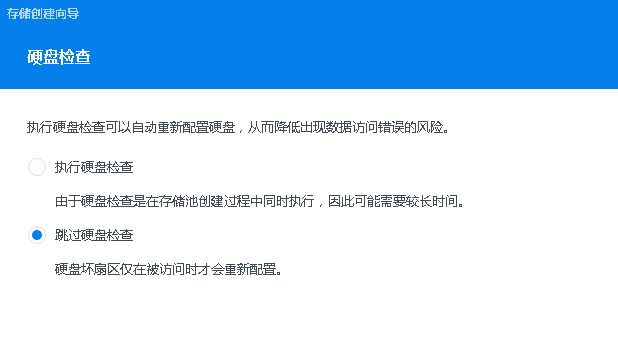 存储创建向导
硬盘检查
执行硬盘检查可以自动重新配置硬盘，从而降低出现数据访问错误的风险。
执行硬盘检查
由于硬盘检查是在存储池创建过程中同时执行，因此可能需要较长时间。
跳过硬盘检查
硬盘坏扇区仅在被访问时才会重新配置。